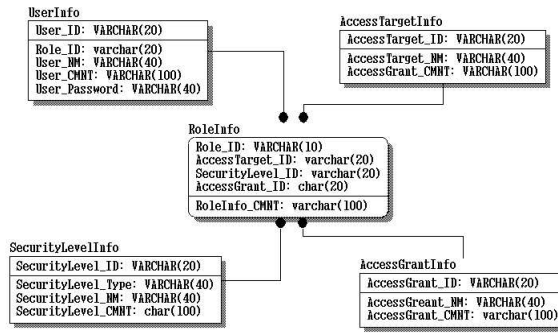 UserInfo
User_ID: VARCHAR(20)
Role_ID: varchar(20)
User_NM: VARCHAR(40)
User_CMNT: VARCHAR(100)
User_Password: VARCHAR(40)
AccessTargetInfo
AccessTarget_ID: VARCHAR(20)
AccessTarget_NM: VARCHAR(40)
AccessGrant_CMNT: VARCHAR(100)
RoleInfo
Role_ID: VARCHAR(10)
AccessTarget_ID: varchar(20)
SecurityLevel_ID: varchar(20)
AccessGrant_ID: char(20)
RoleInfo_CMNT: varchar(100)
SecurityLevelInfo
SecurityLevel_ID: VARCHAR(20)
SecurityLevel_Type: VARCHAR(40)
SecurityLevel_NM: VARCHAR(40)
SecurityLevel_CMNT: char(100)
AccessGrantInfo
AccessGrant_ID: VARCHAR(20)
AccessGreant_NM: VARCHAR(40)
AccessGrant_CMNT: varchar(100)